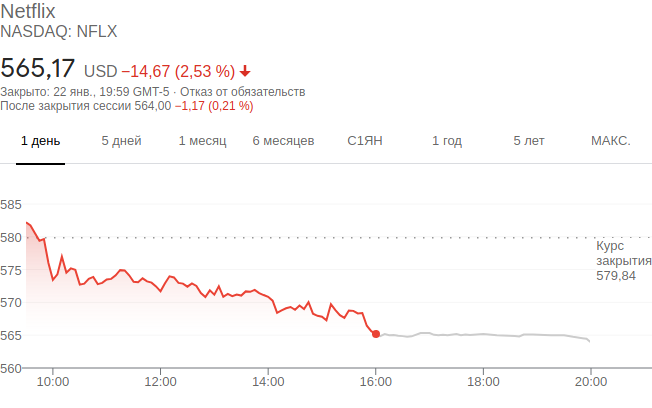 Netflix
NASDAQ: NFLX
565,17 USD −14,67 (2,53 %)
Закрыто: 22 янв., 19:59 GMT-5 · Отказ от обязательств
После закрытия сессии 564,00 −1,17 (0,21 %)
1 день 5 дней 1 месяц 6 месяцев С1ЯН 1 год 5 лет МАКС.
585
580
Курс
закрытия
579,84
575
570
565
560
10:00 12:00 14:00 16:00 18:00 20:00